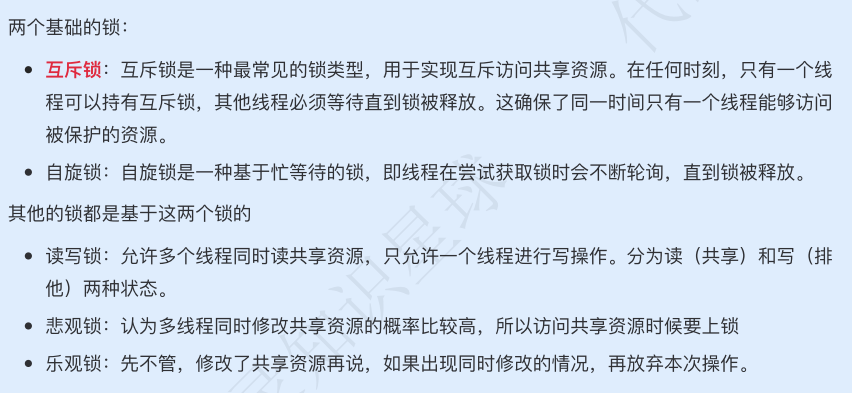 两个基础的锁：
互斥锁：互斥锁是一种最常见的锁类型，用于实现互斥访问共享资源。在任何时刻，只有一个线
程可以持有互斥锁，其他线程必须等待直到锁被释放。这确保了同一时间只有一个线程能够访问
被保护的资源。
自旋锁：自旋锁是一种基于忙等待的锁，即线程在尝试获取锁时会不断轮询，直到锁被释放。
其他的锁都是基于这两个锁的
读写锁：允许多个线程同时读共享资源，只允许一个线程进行写操作。分为读（共享）和写（排
他）两种状态。
悲观锁：认为多线程同时修改共享资源的概率比较高，所以访问共享资源时候要上锁
乐观锁：先不管，修改了共享资源再说，如果出现同时修改的情况，再放弃本次操作。
知识星球
代